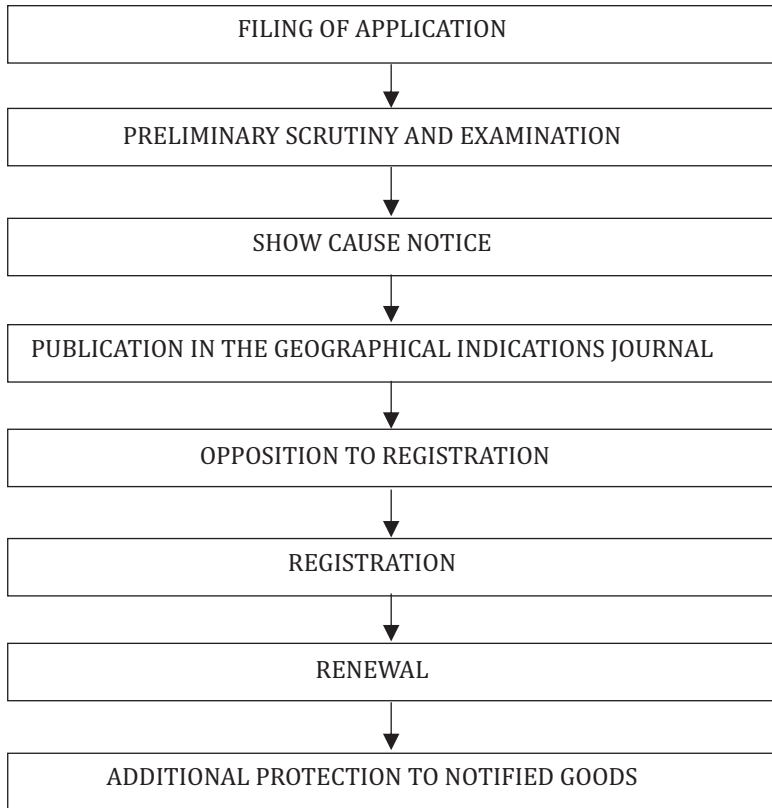 FILING OF APPLICATION
PRELIMINARY SCRUTINY AND EXAMINATION
SHOW CAUSE NOTICE
PUBLICATION IN THE GEOGRAPHICAL INDICATIONS JOURNAL
OPPOSITION TO REGISTRATION
REGISTRATION
RENEWAL
ADDITIONAL PROTECTION TO NOTIFIED GOODS